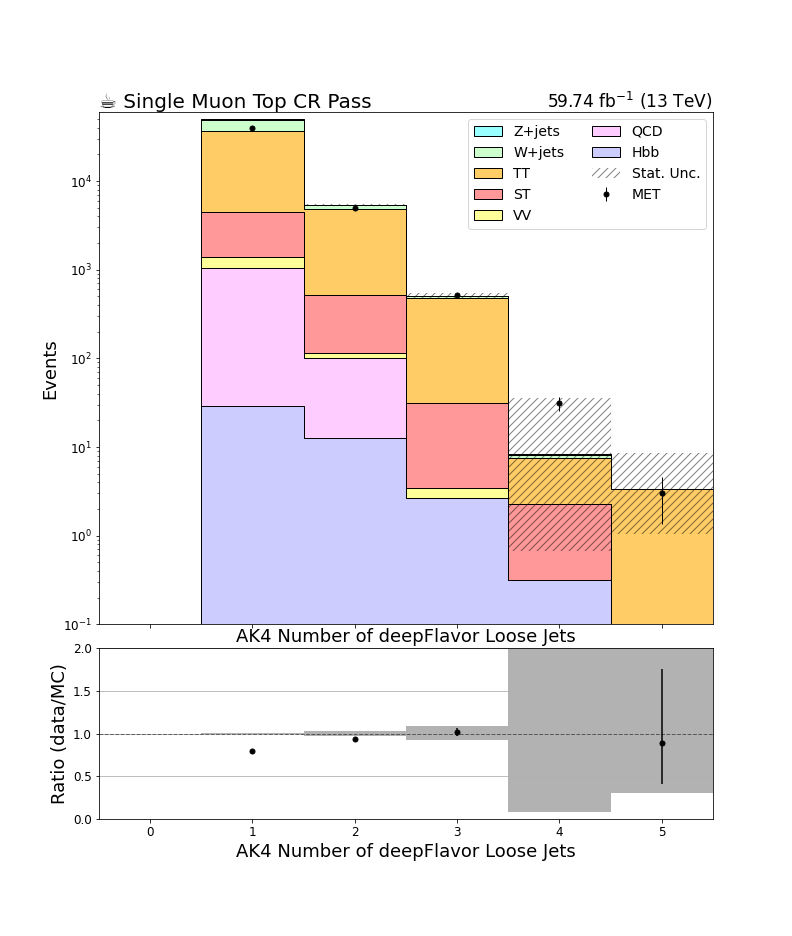 ☕ Single Muon Top CR Pass 59.74 fb⁻¹ (13 TeV)
Z+jets QCD
W+jets Hbb
TT Stat. Unc.
ST MET
VV
Events
10⁴
10³
10²
10¹
10⁰
10⁻¹
AK4 Number of deepFlavor Loose Jets
Ratio (data/MC)
2.0
1.5
1.0
0.5
0.0
0 1 2 3 4 5
AK4 Number of deepFlavor Loose Jets